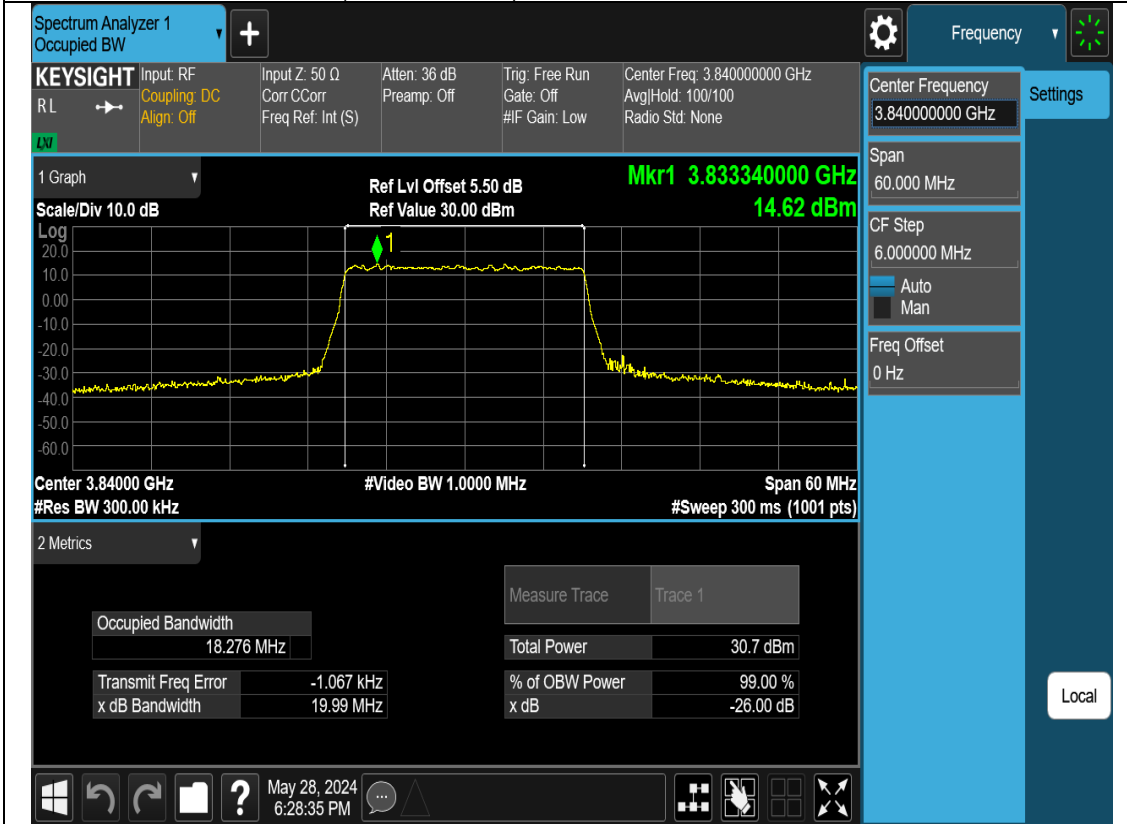 Spectrum Analyzer 1
Occupied BW
+
Frequency
KEYSIGHT
R L
LXI
Input: RF
Coupling: DC
Align: Off
Input Z: 50 Ω
Corr CCorr
Freq Ref: Int (S)
Atten: 36 dB
Preamp: Off
Trig: Free Run
Gate: Off
#IF Gain: Low
Center Freq: 3.840000000 GHz
Avg|Hold: 100/100
Radio Std: None
Center Frequency
3.840000000 GHz
Settings
Span
60.000 MHz
CF Step
6.000000 MHz
Auto
Man
Freq Offset
0 Hz
Local
1 Graph
Scale/Div 10.0 dB
Ref Lvl Offset 5.50 dB
Ref Value 30.00 dBm
Mkr1 3.833340000 GHz
14.62 dBm
Log
1
20.0
10.0
0.00
-10.0
-20.0
-30.0
-40.0
-50.0
-60.0
Center 3.84000 GHz
#Video BW 1.0000 MHz
Span 60 MHz
#Res BW 300.00 kHz
#Sweep 300 ms (1001 pts)
2 Metrics
Measure Trace Trace 1
Occupied Bandwidth
18.276 MHz
Total Power 30.7 dBm
Transmit Freq Error -1.067 kHz
% of OBW Power 99.00 %
x dB Bandwidth 19.99 MHz
x dB -26.00 dB
?
May 28, 2024
6:28:35 PM